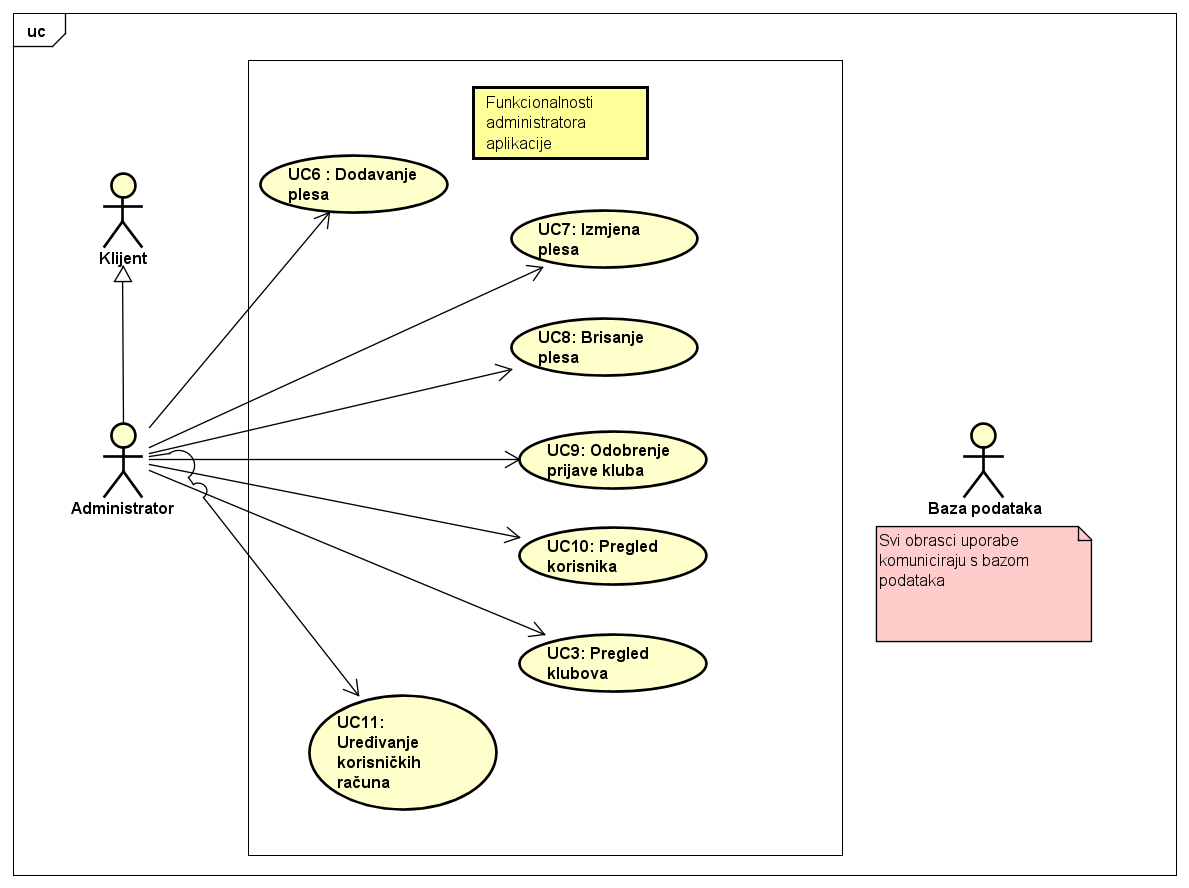 uc
Funkcionalnosti
administratora
aplikacije
UC6 : Dodavanje
plesa
Klijent
UC7: Izmjena
plesa
UC8: Brisanje
plesa
Administrator
UC9: Odobrenje
prijave kluba
Baza podataka
Svi obrasci uporabe
komuniciraju s bazom
podataka
UC10: Pregled
korisnika
UC3: Pregled
klubova
UC11:
Uređivanje
korisničkih
računa